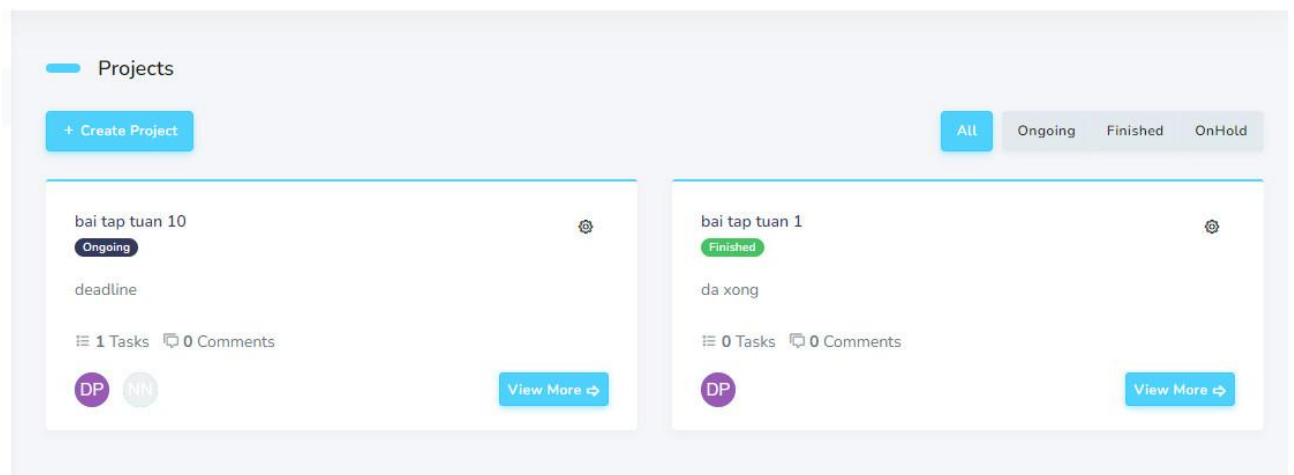 Projects
+ Create Project
All Ongoing Finished OnHold
bai tap tuan 10
Ongoing
deadline
1 Tasks 0 Comments
DP NN
View More
bai tap tuan 1
Finished
da xong
0 Tasks 0 Comments
DP
View More